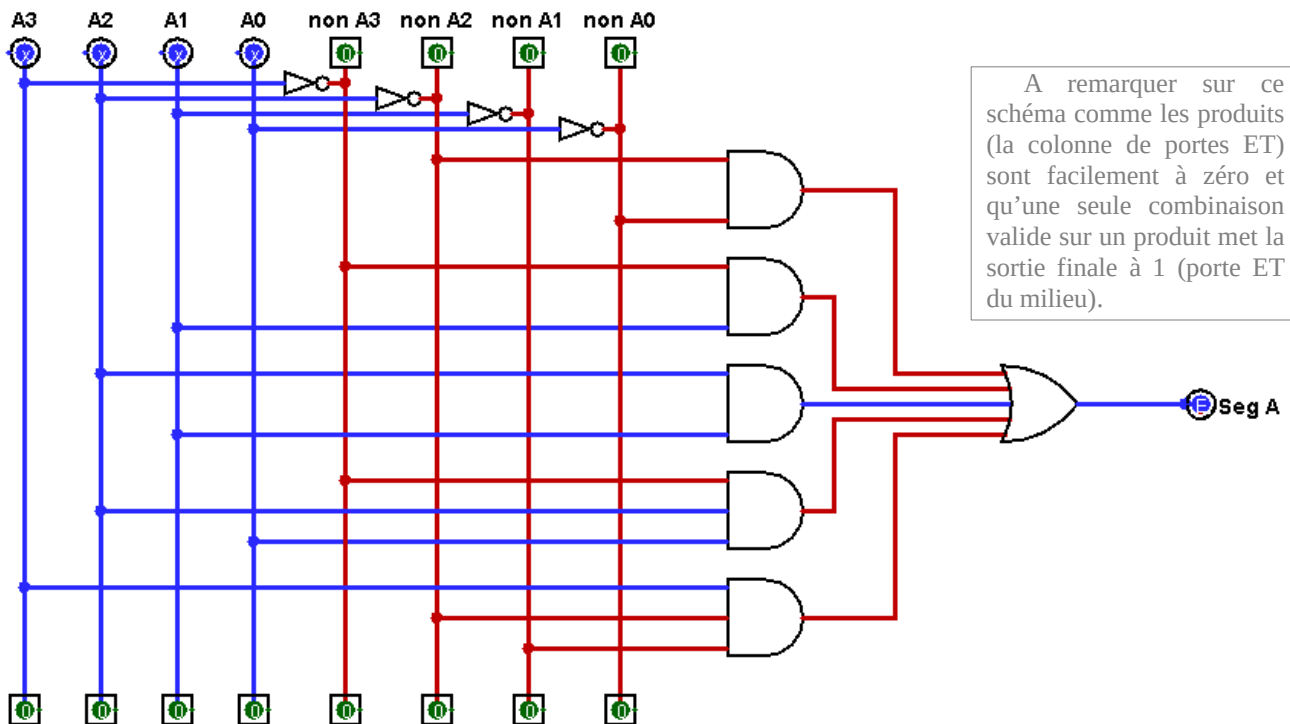 A3 A2 A1 A0 non A3 non A2 non A1 non A0
A remarquer sur ce
schéma comme les produits
(la colonne de portes ET)
sont facilement à zéro et
qu’une seule combinaison
valide sur un produit met la
sortie finale à 1 (porte ET
du milieu).
Seg A